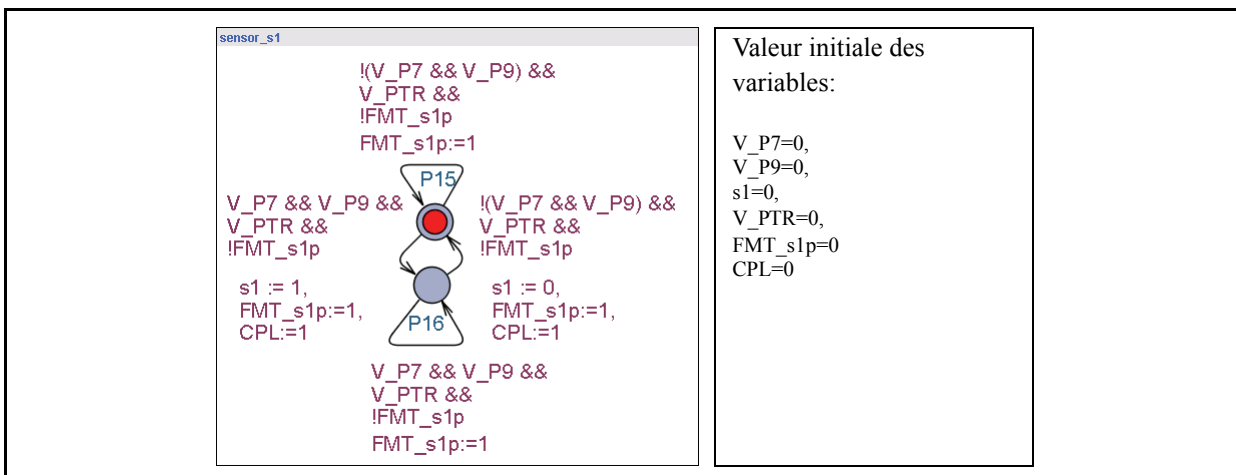 sensor_s1
!(V_P7 && V_P9) &&
V_PTR &&
!FMT_s1p
FMT_s1p:=1
P15
V_P7 && V_P9 &&
V_PTR &&
!FMT_s1p
s1 := 1,
FMT_s1p:=1,
CPL:=1
!(V_P7 && V_P9) &&
V_PTR &&
!FMT_s1p
s1 := 0,
FMT_s1p:=1,
CPL:=1
P16
V_P7 && V_P9 &&
V_PTR &&
!FMT_s1p
FMT_s1p:=1
Valeur initiale des
variables:
V_P7=0,
V_P9=0,
s1=0,
V_PTR=0,
FMT_s1p=0
CPL=0